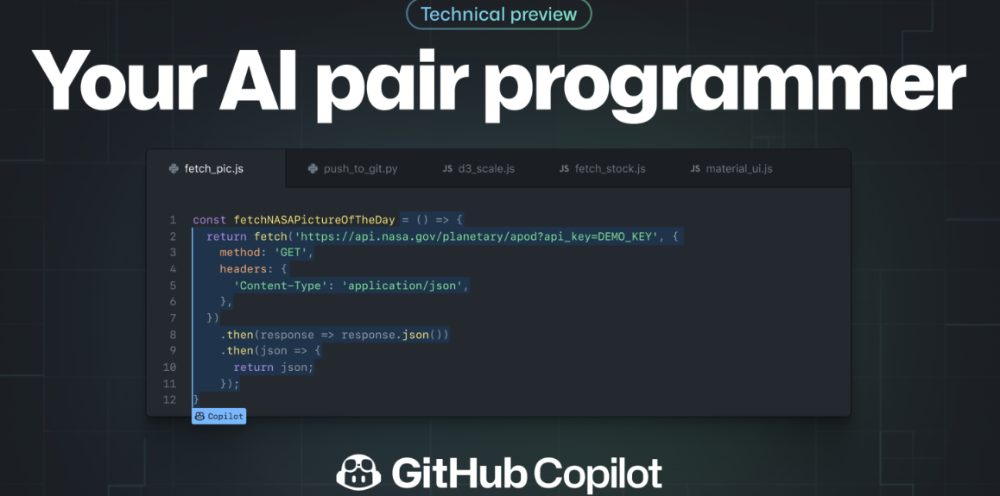 Technical preview
Your AI pair programmer
fetch_pic.js push_to_git.py JS d3_scale.js JS fetch_stock.js JS material_ui.js
1 const fetchNASAPictureOfTheDay = () => {
2 return fetch('https://api.nasa.gov/planetary/apod?api_key=DEMO_KEY', {
3 method: 'GET',
4 headers: {
5 'Content-Type': 'application/json',
6 },
7 })
8 .then(response => response.json())
9 .then(json => {
10 return json;
11 });
12 }
Copilot
GitHub Copilot